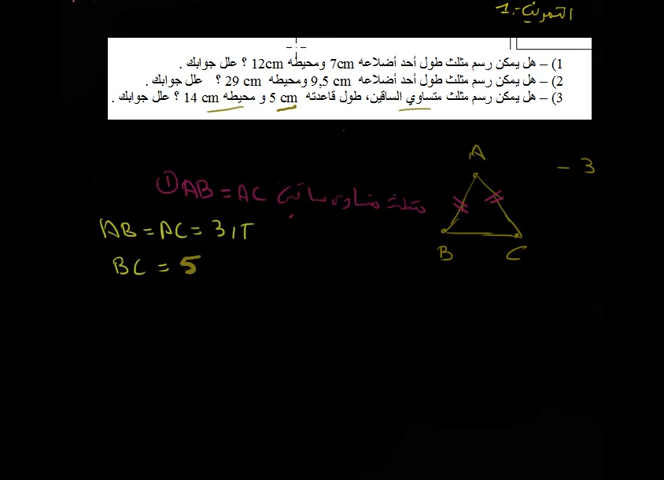 التمرين 1:
1) – هل يمكن رسم مثلث طول أحد أضلاعه 7cm ومحيطه 12cm ؟ علل جوابك .
2) – هل يمكن رسم مثلث طول أحد أضلاعه 9,5 cm ومحيطه 29 cm ؟ علل جوابك .
3) – هل يمكن رسم مثلث متساوي الساقين، طول قاعدته 5 cm و محيطه 14 cm ؟ علل جوابك .
- 3
A
① AB = AC مثلث متساوي ساقين
AB = AC =
B C
BC = 5